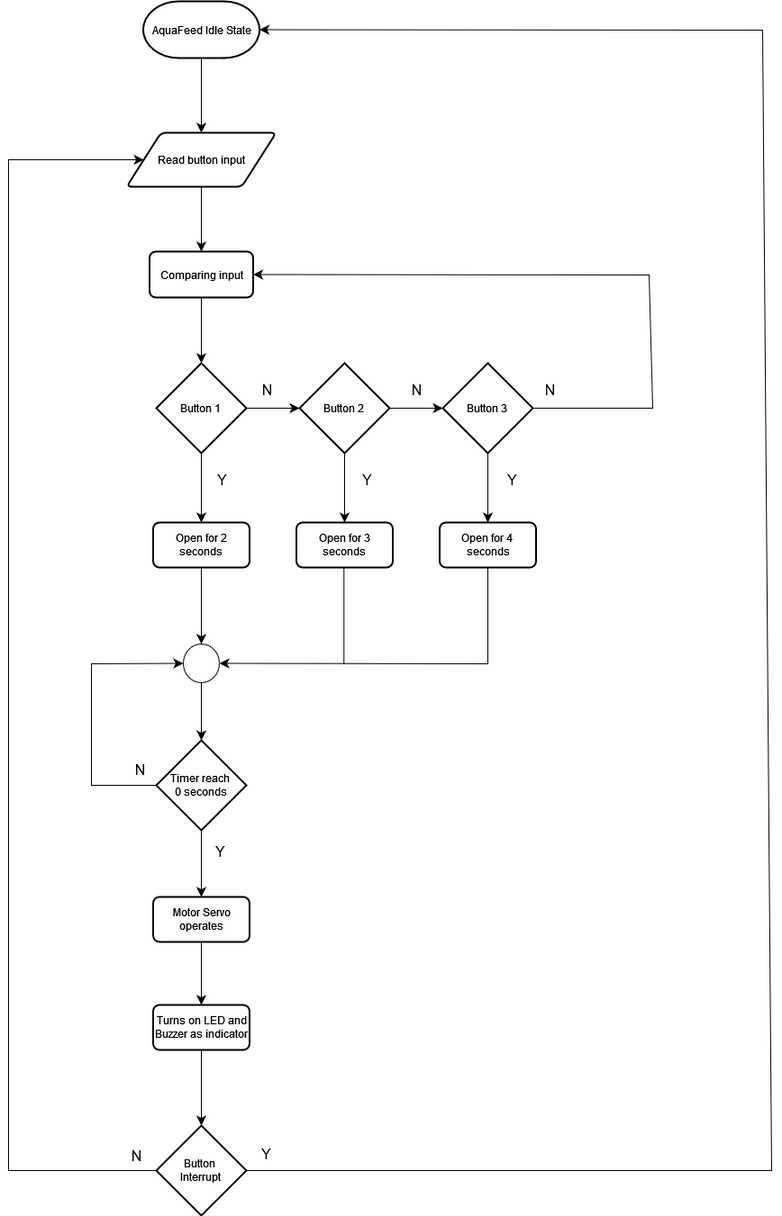 AquaFeed Idle State
Read button input
Comparing input
Button 1
N
Button 2
N
Button 3
N
Y
Y
Y
Open for 2
seconds
Open for 3
seconds
Open for 4
seconds
Timer reach
0 seconds
N
Y
Motor Servo
operates
Turns on LED and
Buzzer as indicator
Button
Interrupt
N
Y